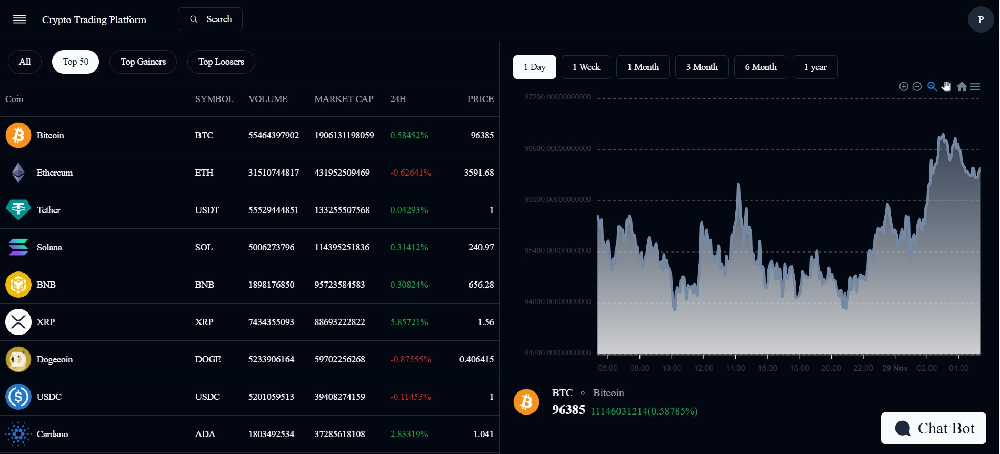 Crypto Trading Platform Search P
All Top 50 Top Gainers Top Loosers
Coin SYMBOL VOLUME MARKET CAP 24H PRICE
Bitcoin BTC 55464397902 1906131198059 0.58452% 96385
Ethereum ETH 31510744817 431952509469 -0.62641% 3591.68
Tether USDT 55529444851 133255507568 0.04293% 1
Solana SOL 5006273796 114395251836 0.31412% 240.97
BNB BNB 1898176850 95723584583 0.30824% 656.28
XRP XRP 7434355093 88693222822 5.85721% 1.56
Dogecoin DOGE 5233906164 59702256268 -0.87555% 0.406415
USDC USDC 5201059513 39408274159 -0.11453% 1
Cardano ADA 1803492534 37285618108 2.83319% 1.041
1 Day 1 Week 1 Month 3 Month 6 Month 1 year
97200.00000000000
96600.00000000000
96000.00000000000
95400.00000000000
94800.00000000000
94200.00000000000
06:00 08:00 10:00 12:00 14:00 16:00 18:00 20:00 22:00 29 Nov 02:00 04:00
BTC Bitcoin
96385 11146031214(0.58785%)
Chat Bot